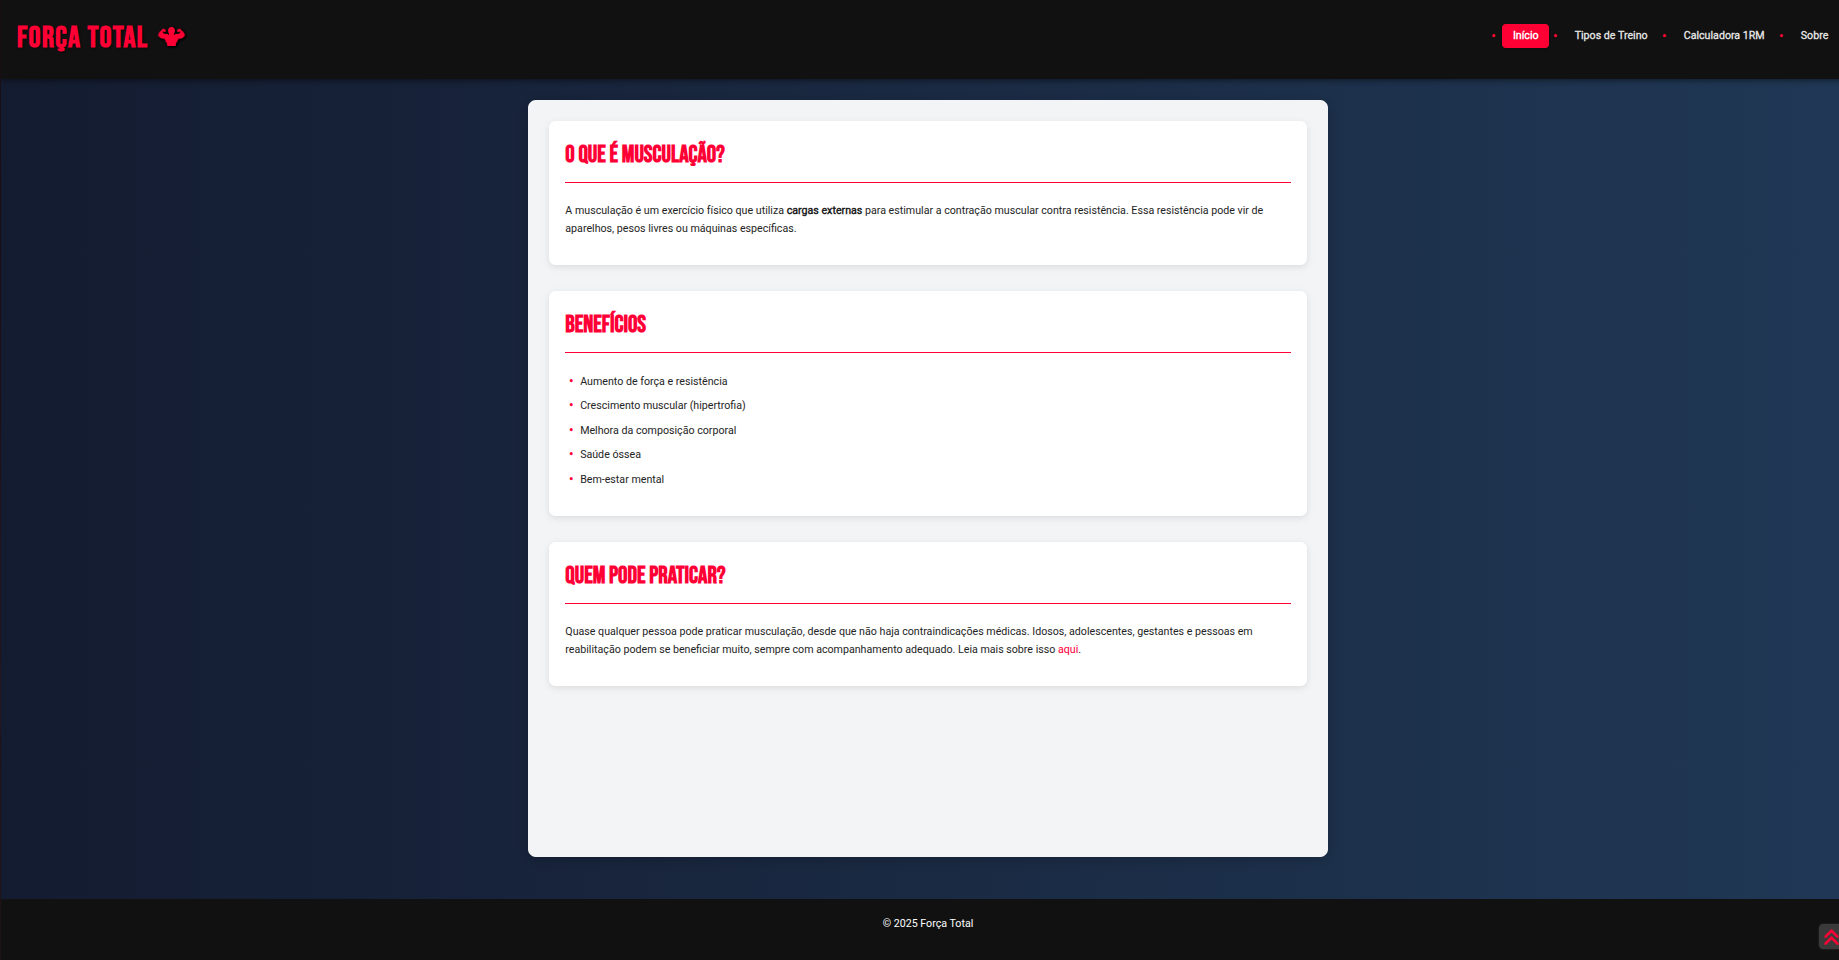 FORÇA TOTAL
• Início • Tipos de Treino • Calculadora 1RM • Sobre
O QUE É MUSCULAÇÃO?
A musculação é um exercício físico que utiliza cargas externas para estimular a contração muscular contra resistência. Essa resistência pode vir de
aparelhos, pesos livres ou máquinas específicas.
BENEFÍCIOS
• Aumento de força e resistência
• Crescimento muscular (hipertrofia)
• Melhora da composição corporal
• Saúde óssea
• Bem-estar mental
QUEM PODE PRATICAR?
Quase qualquer pessoa pode praticar musculação, desde que não haja contraindicações médicas. Idosos, adolescentes, gestantes e pessoas em
reabilitação podem se beneficiar muito, sempre com acompanhamento adequado. Leia mais sobre isso aqui.
© 2025 Força Total